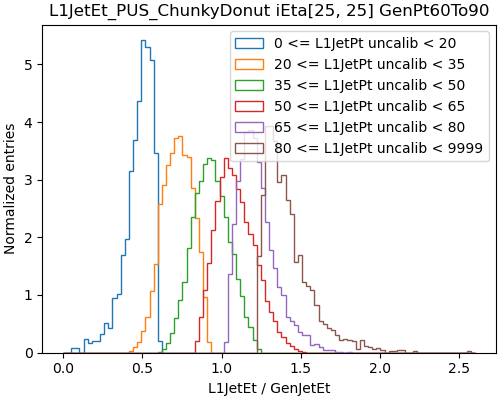 L1JetEt_PUS_ChunkyDonut iEta[25, 25] GenPt60To90
0 <= L1JetPt uncalib < 20
20 <= L1JetPt uncalib < 35
35 <= L1JetPt uncalib < 50
50 <= L1JetPt uncalib < 65
65 <= L1JetPt uncalib < 80
80 <= L1JetPt uncalib < 9999
Normalized entries
5
4
3
2
1
0
0.0 0.5 1.0 1.5 2.0 2.5
L1JetEt / GenJetEt